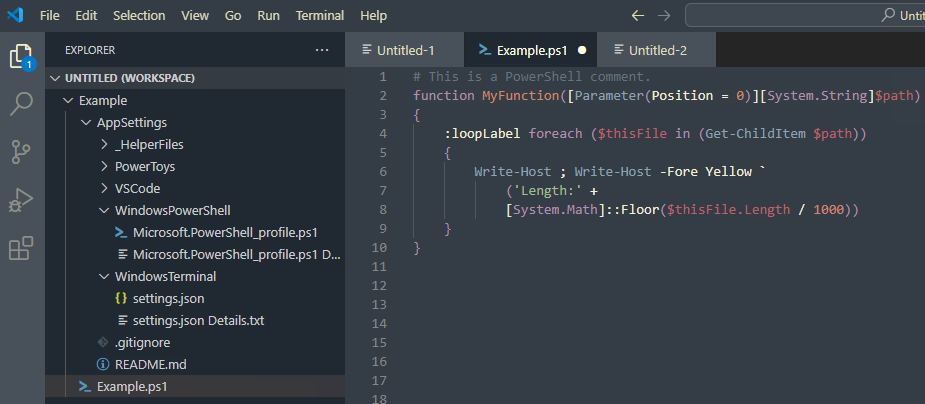 File Edit Selection View Go Run Terminal Help Untit
1
EXPLORER ···
UNTITLED (WORKSPACE)
Example
AppSettings
_HelperFiles
PowerToys
VSCode
WindowsPowerShell
Microsoft.PowerShell_profile.ps1
Microsoft.PowerShell_profile.ps1 D...
WindowsTerminal
{} settings.json
settings.json Details.txt
.gitignore
README.md
Example.ps1
Untitled-1 Example.ps1 Untitled-2
1 # This is a PowerShell comment.
2 function MyFunction([Parameter(Position = 0)][System.String]$path)
3 {
4 :loopLabel foreach ($thisFile in (Get-ChildItem $path))
5 {
6 Write-Host ; Write-Host -Fore Yellow `
7 ('Length:' +
8 [System.Math]::Floor($thisFile.Length / 1000))
9 }
10 }
11
12
13
14
15
16
17
18